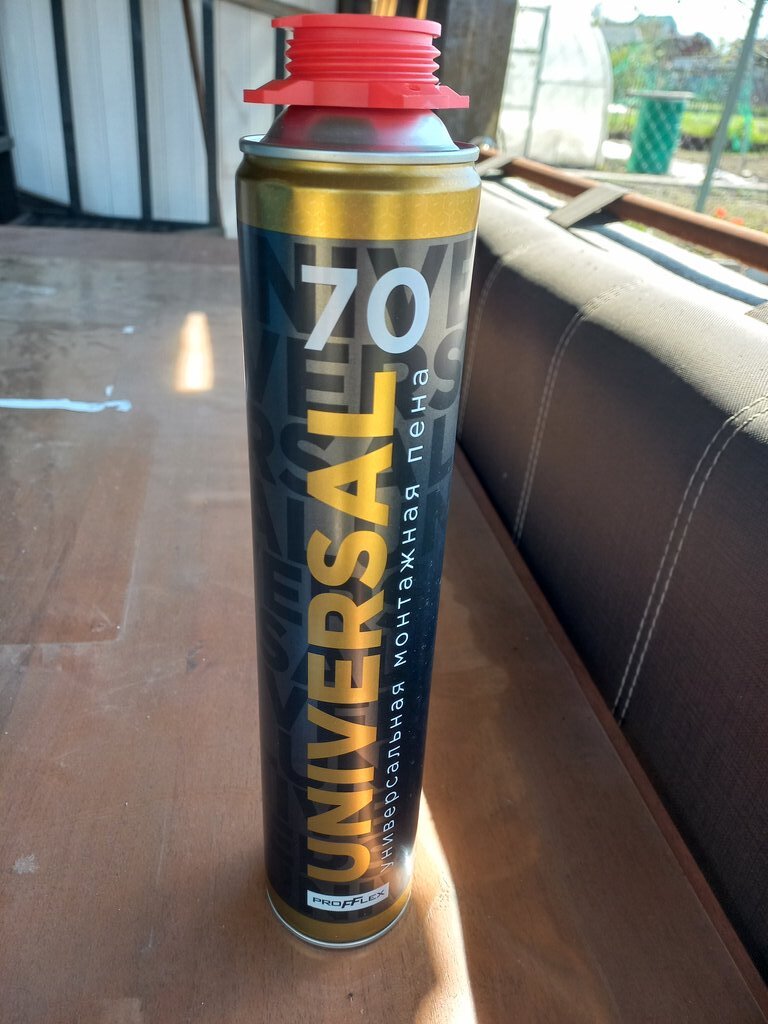 70
UNIVERSAL
универсальная монтажная пена
PROFFLEX